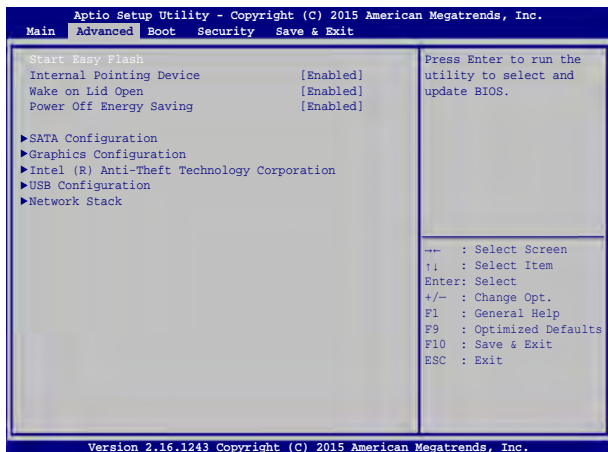 Aptio Setup Utility - Copyright (C) 2015 American Megatrends, Inc.
Main Advanced Boot Security Save & Exit
Start Easy Flash
Internal Pointing Device [Enabled]
Wake on Lid Open [Enabled]
Power Off Energy Saving [Enabled]
▶SATA Configuration
▶Graphics Configuration
▶Intel (R) Anti-Theft Technology Corporation
▶USB Configuration
▶Network Stack
Press Enter to run the
utility to select and
update BIOS.
→← : Select Screen
↑↓ : Select Item
Enter: Select
+/— : Change Opt.
F1 : General Help
F9 : Optimized Defaults
F10 : Save & Exit
ESC : Exit
Version 2.16.1243 Copyright (C) 2015 American Megatrends, Inc.